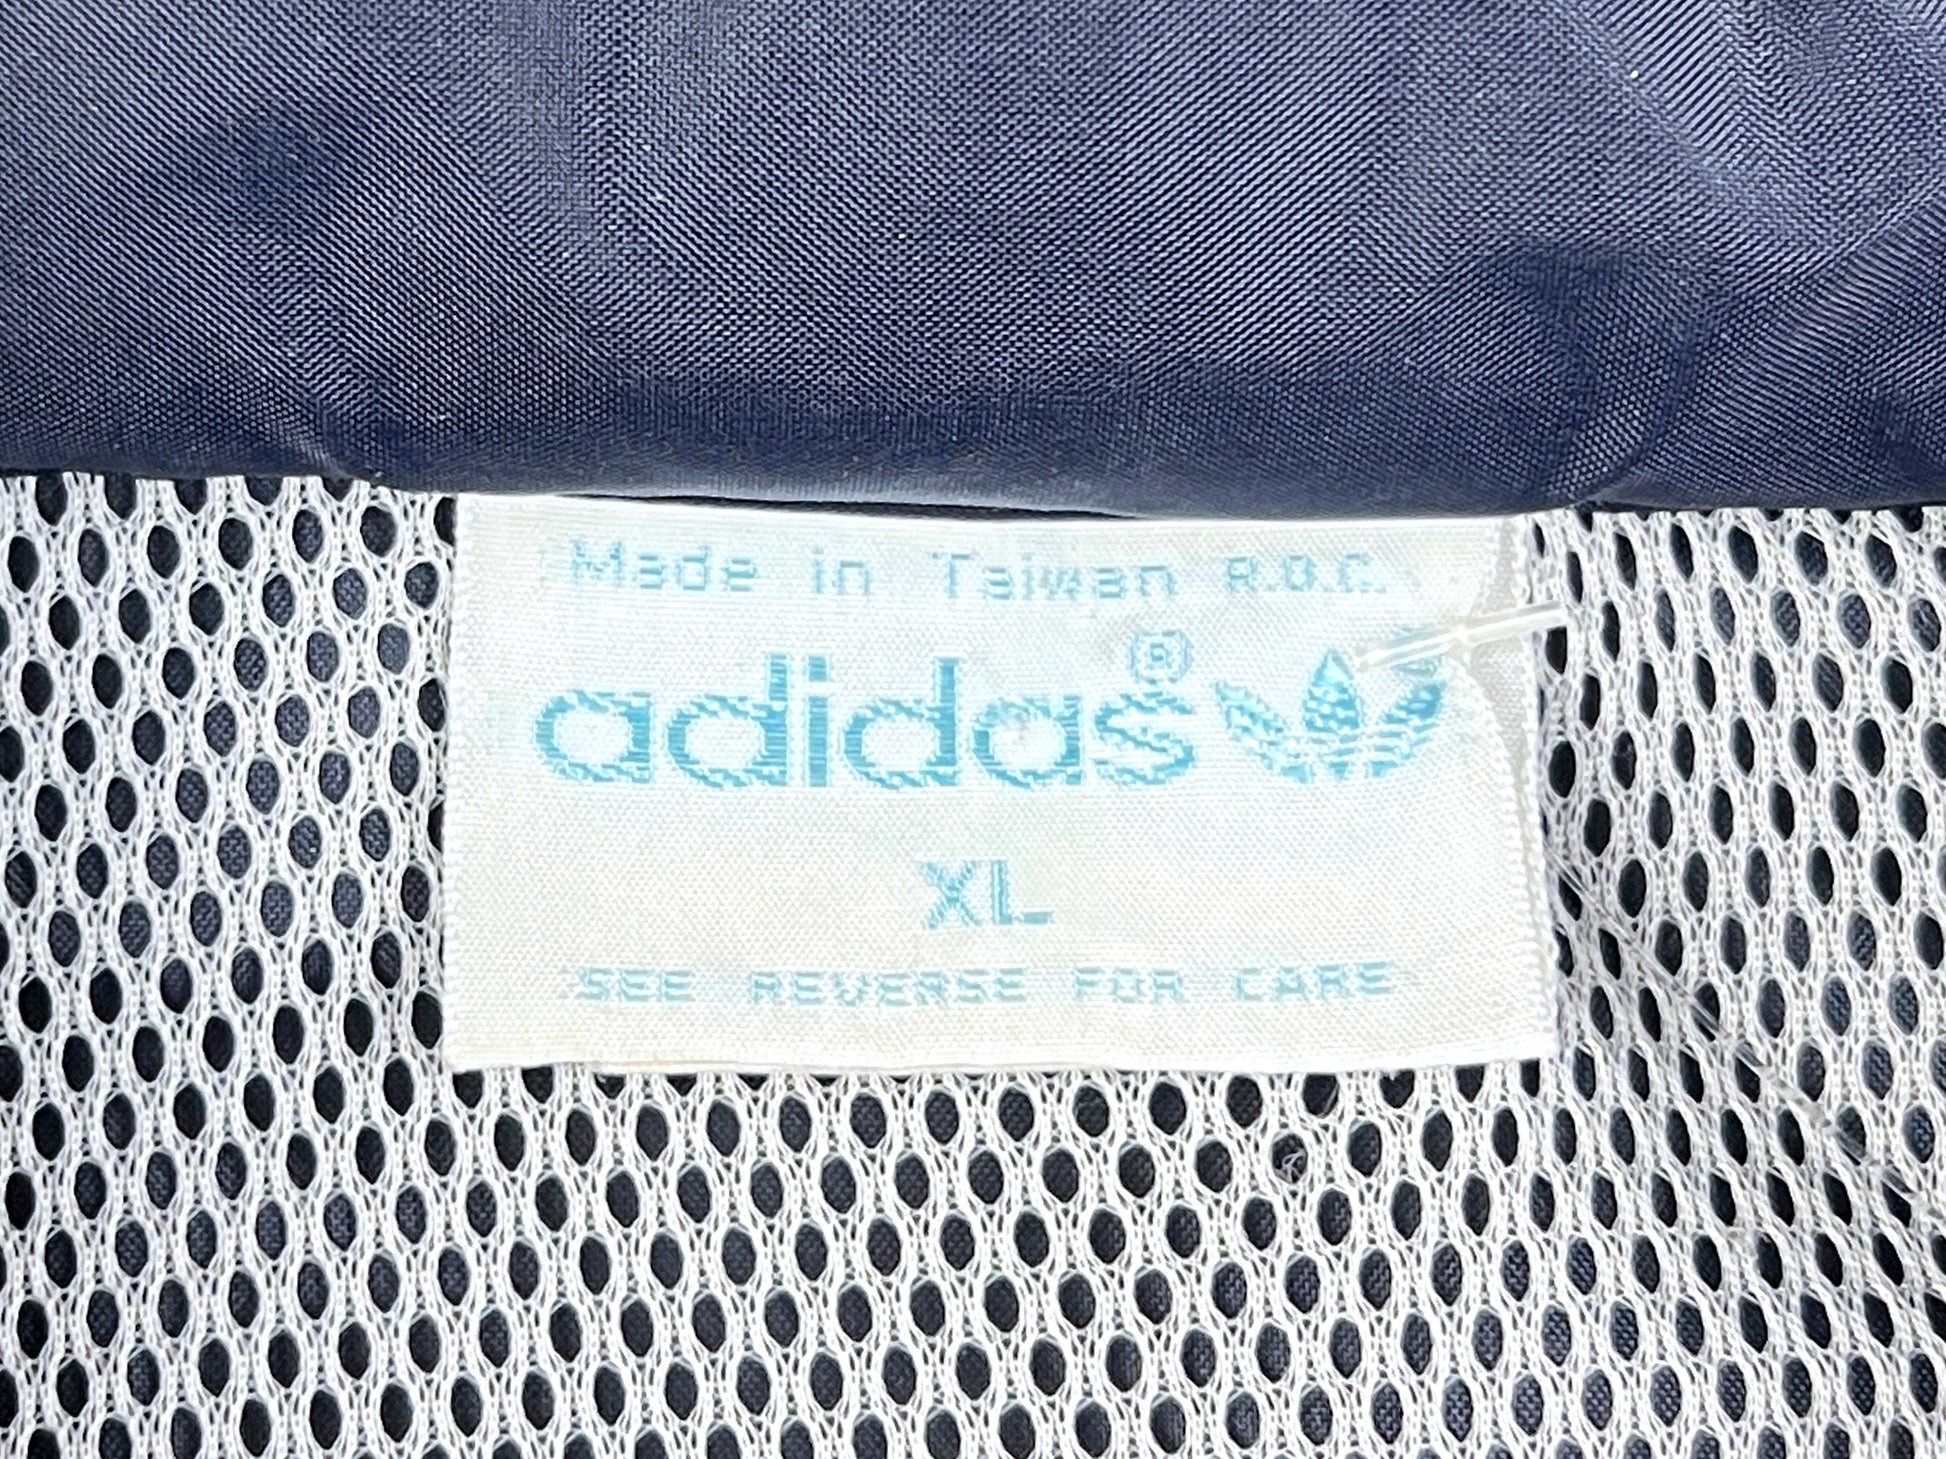 Made in Taiwan R.O.C.
adidas®
XL
SEE REVERSE FOR CARE